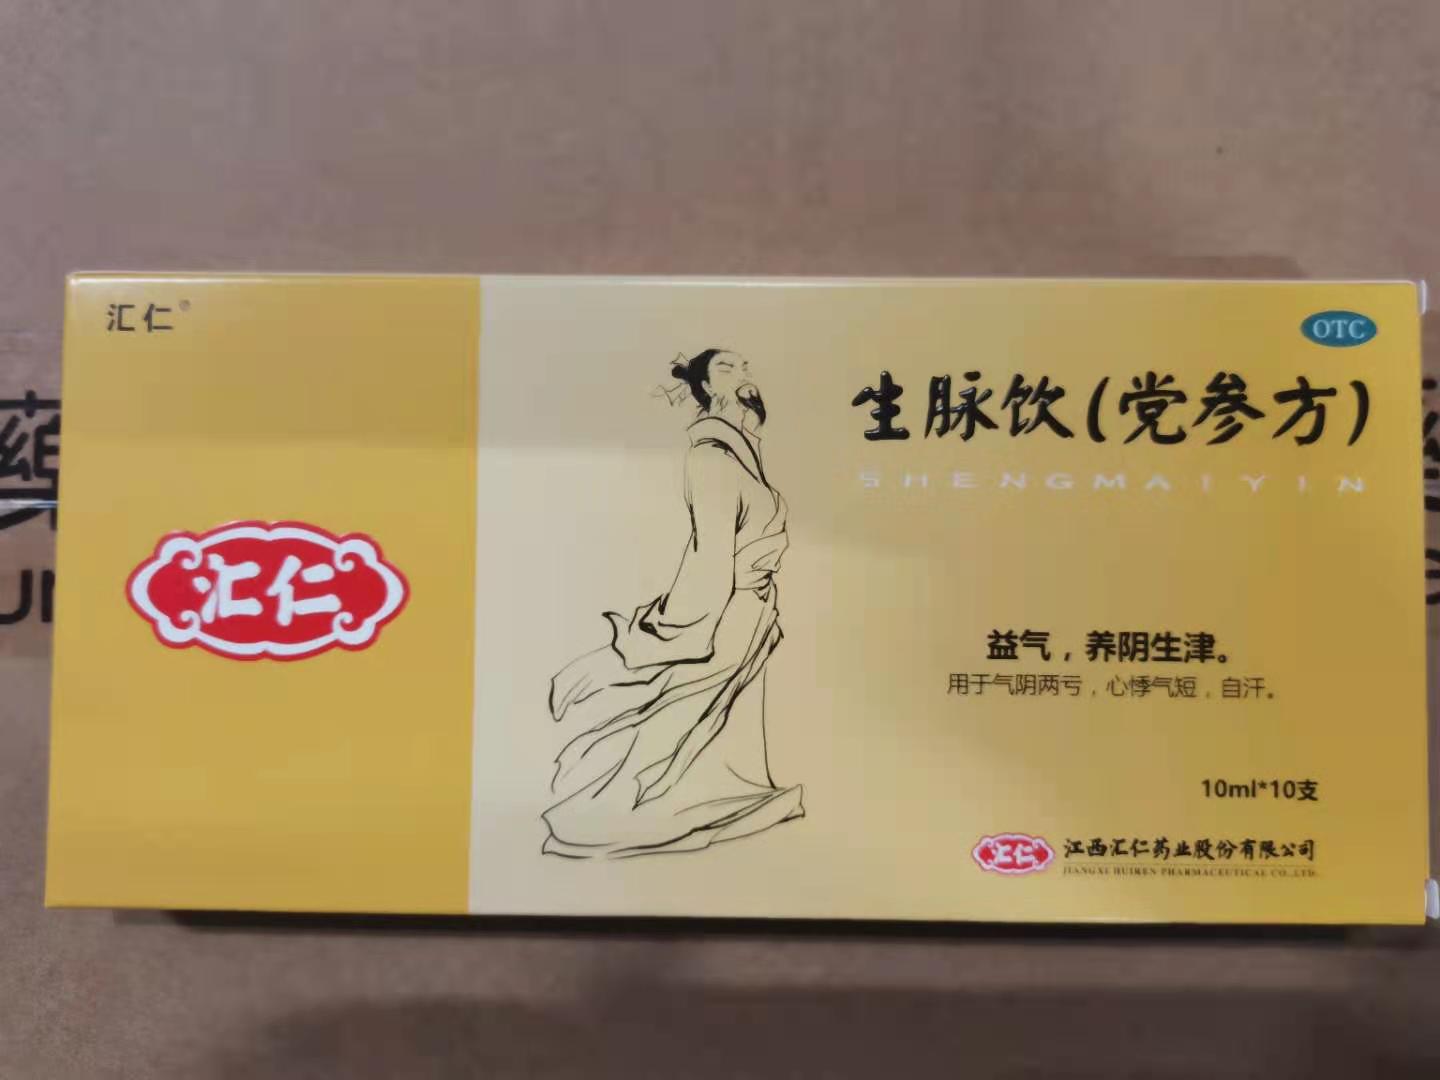 汇仁®
OTC
生脉饮(党参方)
SHENGMAIYIN
汇仁
益气，养阴生津。
用于气阴两亏，心悸气短，自汗。
10ml*10支
汇仁
江西汇仁药业股份有限公司
JIANGXI HUIREN PHARMACEUTICAL CO.,LTD.
藥
UN